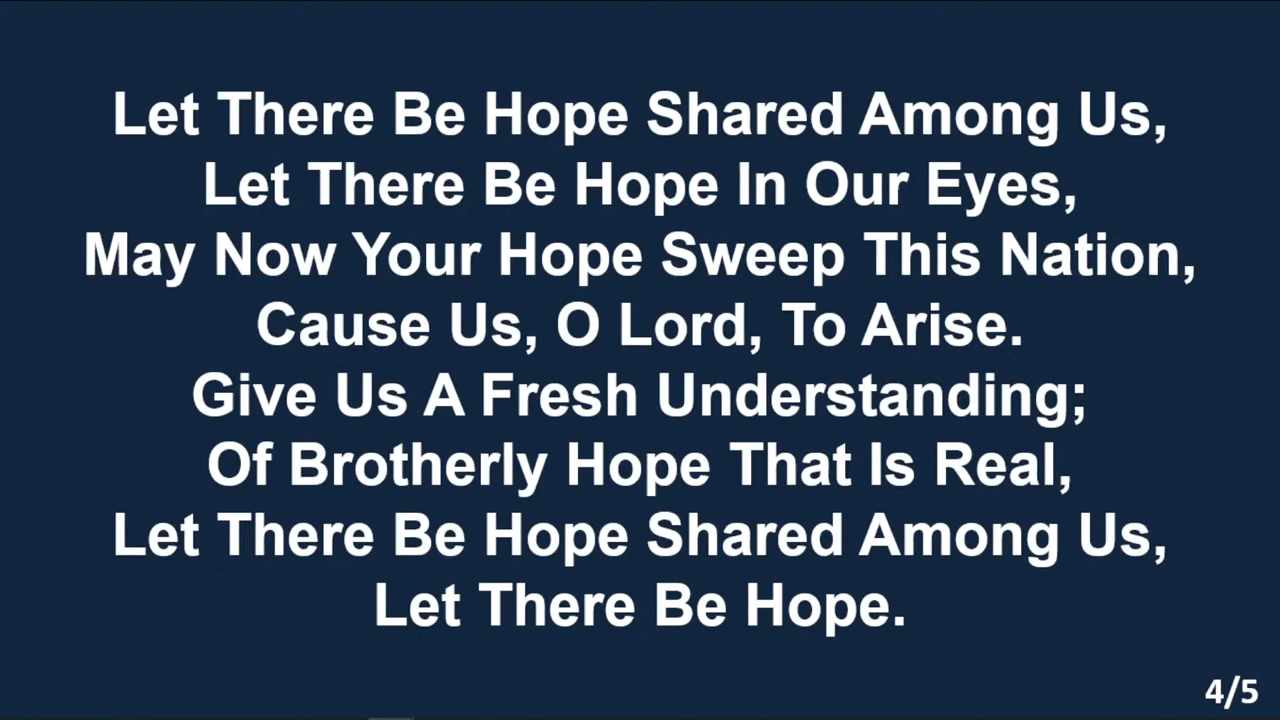 Let There Be Hope Shared Among Us,
Let There Be Hope In Our Eyes,
May Now Your Hope Sweep This Nation,
Cause Us, O Lord, To Arise.
Give Us A Fresh Understanding;
Of Brotherly Hope That Is Real,
Let There Be Hope Shared Among Us,
Let There Be Hope.
4/5